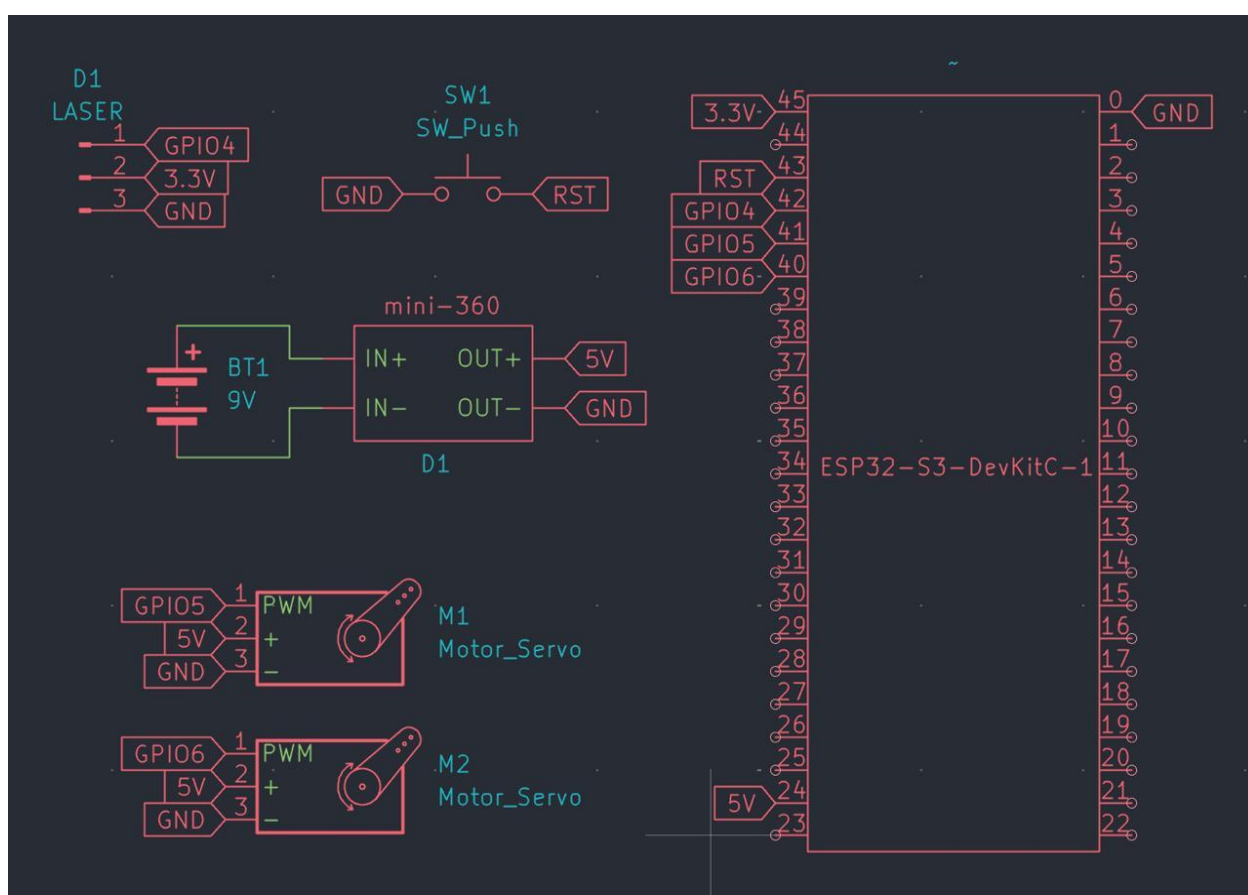 D1
LASER
1 GPIO4
2 3.3V
3 GND
SW1
SW_Push
GND RST
mini-360
BT1
9V
+
IN+ OUT+ 5V
IN- OUT- GND
D1
GPIO5 1 PWM
5V 2 +
GND 3 -
M1
Motor_Servo
GPIO6 1 PWM
5V 2 +
GND 3 -
M2
Motor_Servo
~
3.3V 45 0 GND
44 1
RST 43 2
GPIO4 42 3
GPIO5 41 4
GPIO6 40 5
39 6
38 7
37 8
36 9
35 10
34 ESP32-S3-DevKitC-1 11
33 12
32 13
31 14
30 15
29 16
28 17
27 18
26 19
25 20
5V 24 21
23 22